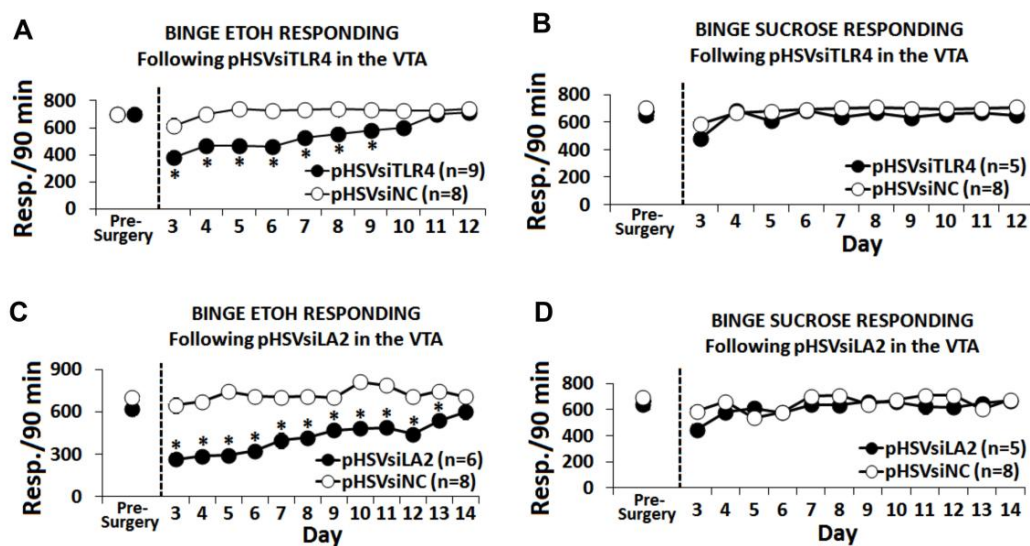 A
BINGE ETOH RESPONDING
Following pHSVsiTLR4 in the VTA
Resp./90 min
800
600
400
200
0
* * * * * * *
pHSVsiTLR4 (n=9)
pHSVsiNC (n=8)
Pre-
Surgery
3 4 5 6 7 8 9 10 11 12
Day
B
BINGE SUCROSE RESPONDING
Following pHSVsiTLR4 in the VTA
Resp./90 min
800
600
400
200
0
pHSVsiTLR4 (n=5)
pHSVsiNC (n=8)
Pre-
Surgery
3 4 5 6 7 8 9 10 11 12
Day
C
BINGE ETOH RESPONDING
Following pHSVsiLA2 in the VTA
Resp./90 min
900
600
300
0
* * * * * * * * * * *
pHSVsiLA2 (n=6)
pHSVsiNC (n=8)
Pre-
Surgery
3 4 5 6 7 8 9 10 11 12 13 14
Day
D
BINGE SUCROSE RESPONDING
Following pHSVsiLA2 in the VTA
Resp./90 min
800
600
400
200
0
pHSVsiLA2 (n=5)
pHSVsiNC (n=8)
Pre-
Surgery
3 4 5 6 7 8 9 10 11 12 13 14
Day